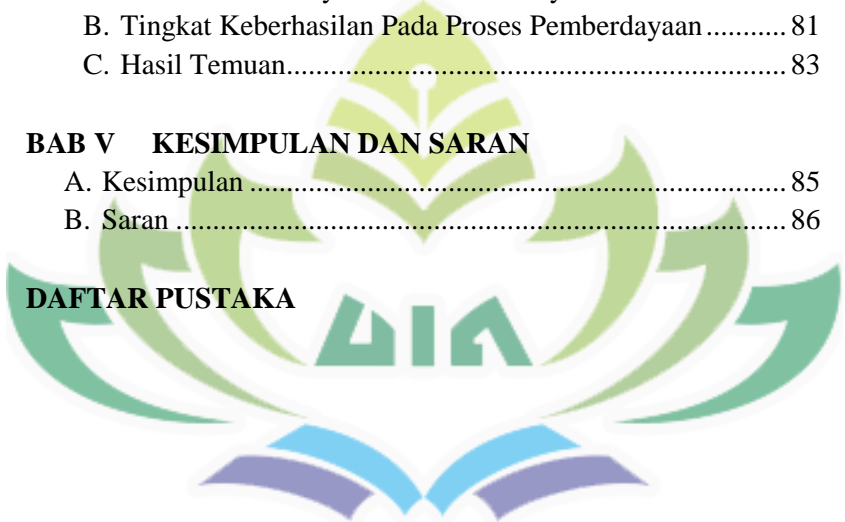 B. Tingkat Keberhasilan Pada Proses Pemberdayaan ........... 81
C. Hasil Temuan................................................................... 83
BAB V KESIMPULAN DAN SARAN
A. Kesimpulan ........................................................................ 85
B. Saran .................................................................................. 86
DAFTAR PUSTAKA
UIN